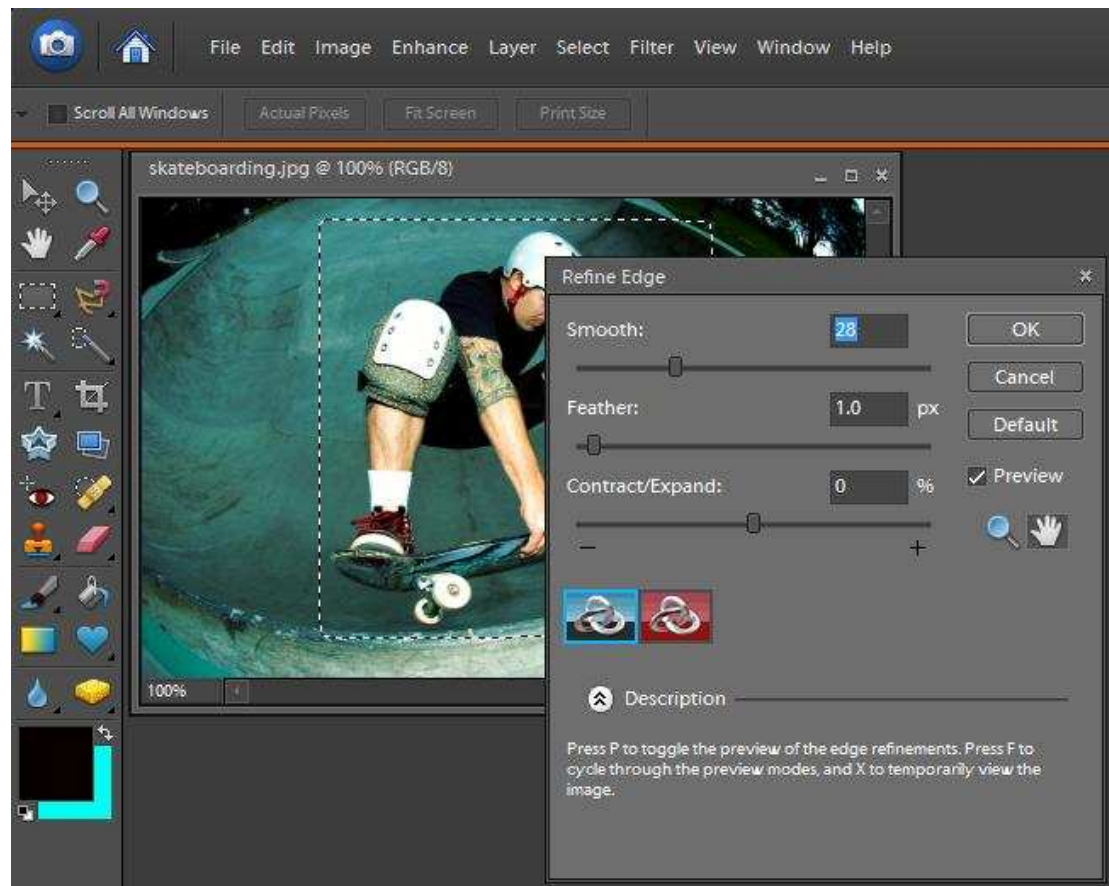 File Edit Image Enhance Layer Select Filter View Window Help
Scroll All Windows Actual Pixels Fit Screen Print Size
skateboarding.jpg @ 100% (RGB/8)
Refine Edge
Smooth: 28 OK
Cancel
Feather: 1.0 px Default
Contract/Expand: 0 % Preview
− +
T
100%
Description
Press P to toggle the preview of the edge refinements. Press F to
cycle through the preview modes, and X to temporarily view the
image.